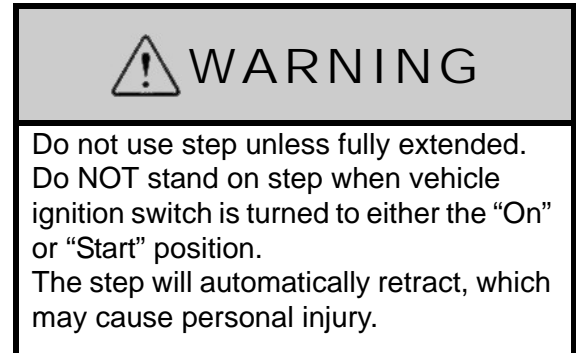 WARNING
Do not use step unless fully extended.
Do NOT stand on step when vehicle
ignition switch is turned to either the “On”
or “Start” position.
The step will automatically retract, which
may cause personal injury.